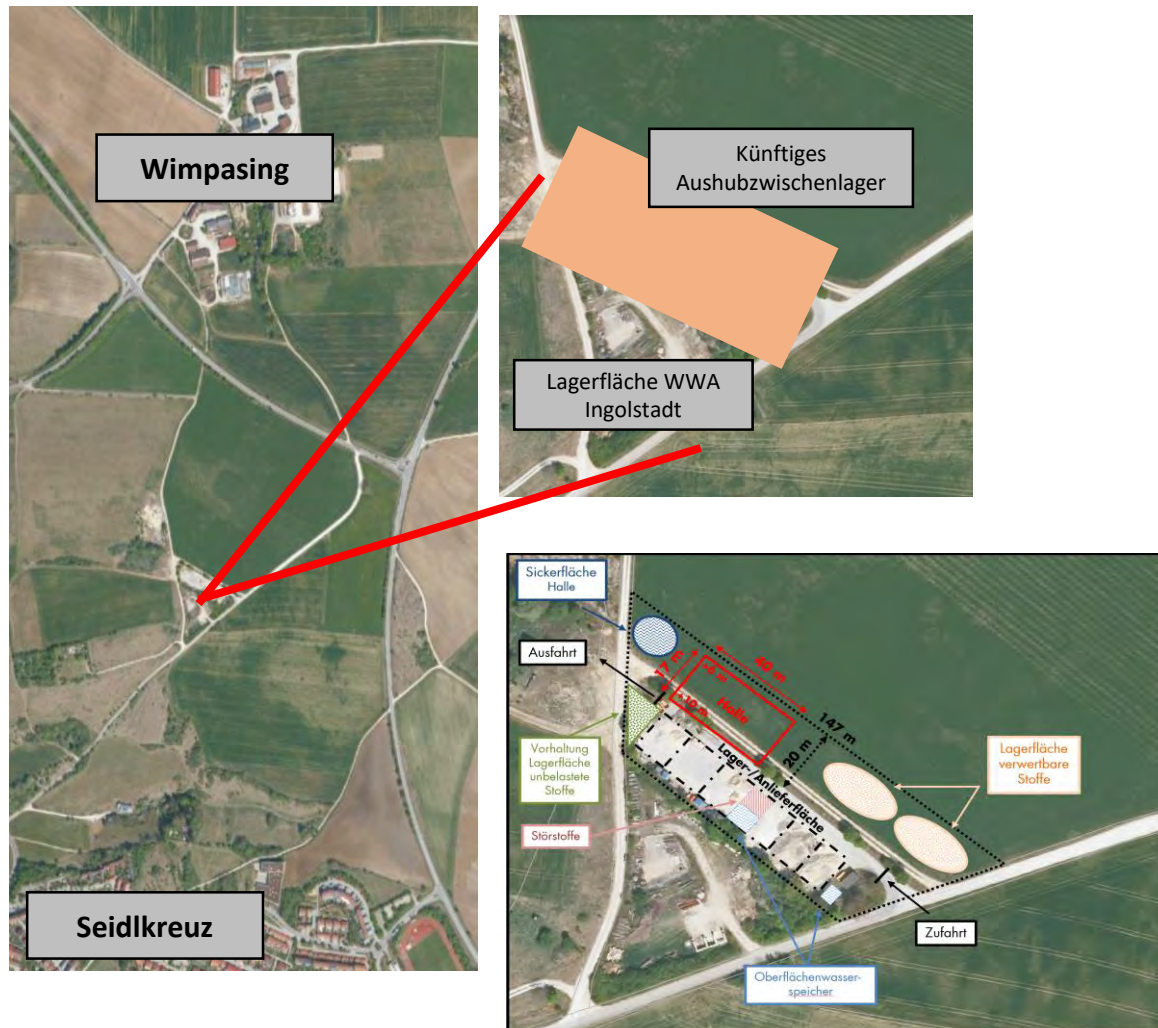 Wimpasing
Seidlkreuz
Künftiges
Aushubzwischenlager
Lagerfläche WWA
Ingolstadt
Sickerfläche
Halle
Ausfahrt
17 m
40 m
147 m
Halle
20 m
Lager-/Anlieferfläche
Vorhaltung
Lagerfläche
unbelastete
Stoffe
Störstoffe
Lagerfläche
verwertbare
Stoffe
Zufahrt
Oberflächenwasser-
speicher